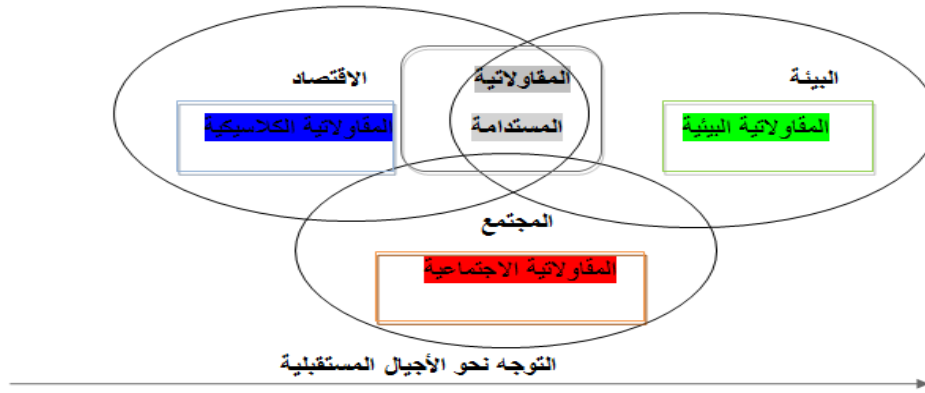 البيئة
المقاولاتية
الاقتصاد
المقاولاتية البيئية
المستدامة
المقاولاتية الكلاسيكية
المجتمع
المقاولاتية الاجتماعية
التوجه نحو الأجيال المستقبلية